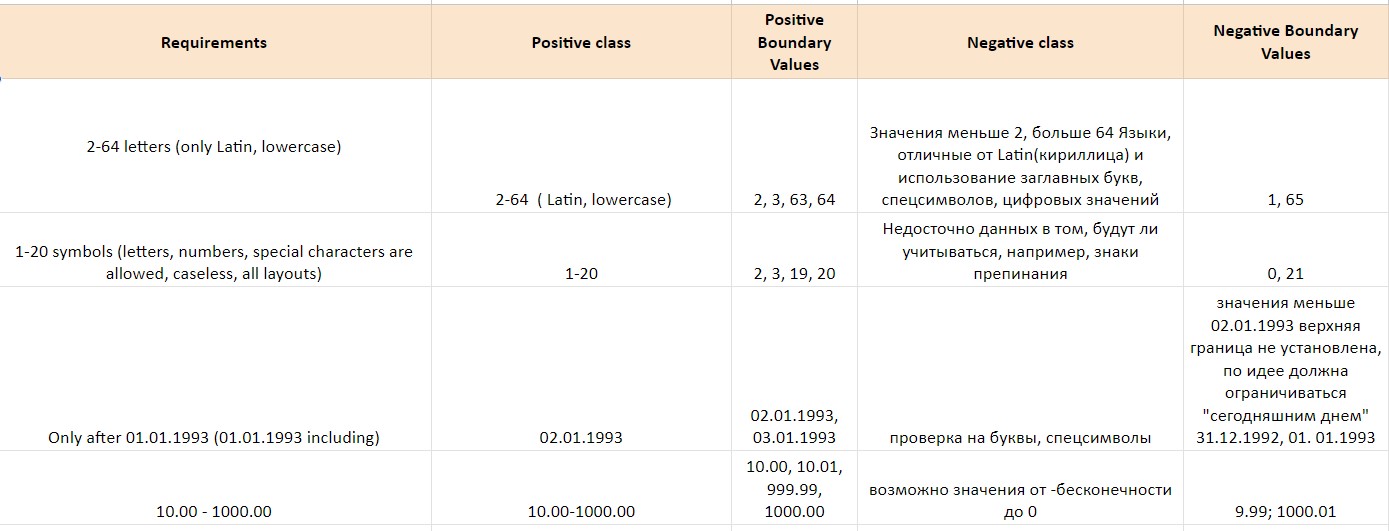 Requirements
Positive class
Positive
Boundary
Values
Negative class
Negative Boundary
Values
2-64 letters (only Latin, lowercase)
2-64 ( Latin, lowercase)
2, 3, 63, 64
Значения меньше 2, больше 64 Языки,
отличные от Latin(кириллица) и
использование заглавных букв,
спецсимволов, цифровых значений
1, 65
1-20 symbols (letters, numbers, special characters are
allowed, caseless, all layouts)
1-20
2, 3, 19, 20
Недосточно данных в том, будут ли
учитываться, например, знаки
препинания
0, 21
Only after 01.01.1993 (01.01.1993 including)
02.01.1993
02.01.1993,
03.01.1993
проверка на буквы, спецсимволы
значения меньше
02.01.1993 верхняя
граница не установлена,
по идее должна
ограничиваться
"сегодняшним днем"
31.12.1992, 01. 01.1993
10.00 - 1000.00
10.00-1000.00
10.00, 10.01,
999.99,
1000.00
возможно значения от -бесконечности
до 0
9.99; 1000.01